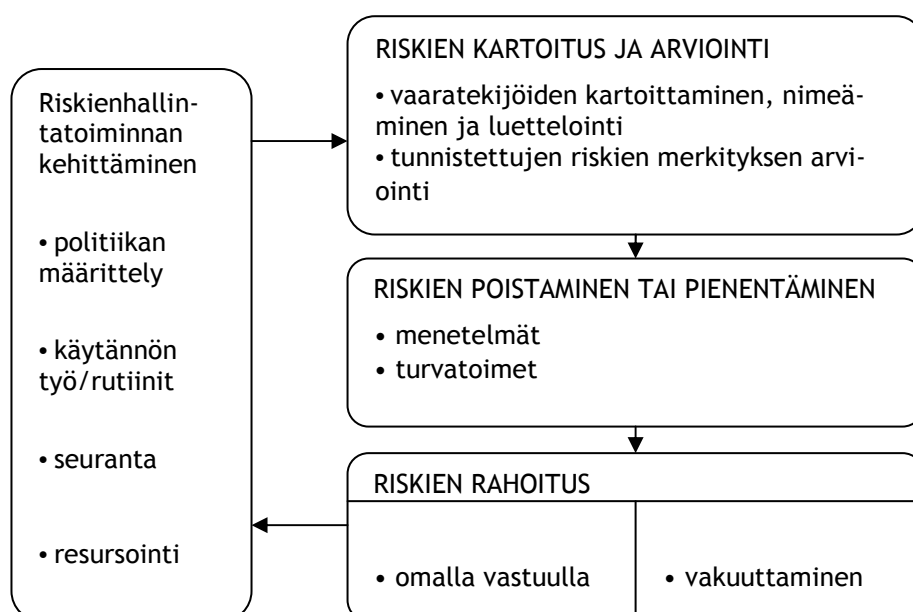 Riskienhallin-
tatoiminnan
kehittäminen
• politiikan
määrittely
• käytännön
työ/rutiinit
• seuranta
• resursointi
RISKIEN KARTOITUS JA ARVIOINTI
• vaaratekijöiden kartoittaminen, nimeä-
minen ja luettelointi
• tunnistettujen riskien merkityksen arvi-
ointi
RISKIEN POISTAMINEN TAI PIENENTÄMINEN
• menetelmät
• turvatoimet
RISKIEN RAHOITUS
• omalla vastuulla
• vakuuttaminen